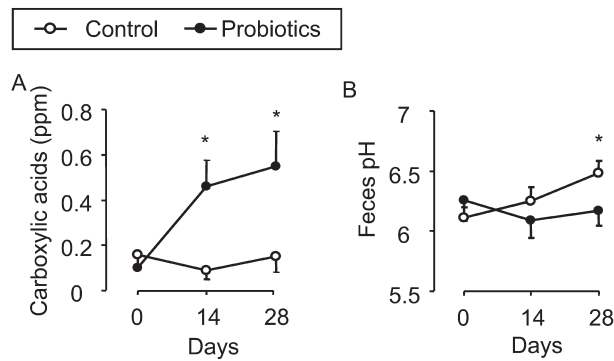 Control Probiotics
A
Carboxylic acids (ppm)
0.8
0.6
0.4
0.2
0
* *
0 14 28
Days
B
Feces pH
7
6.5
6
5.5
*
0 14 28
Days